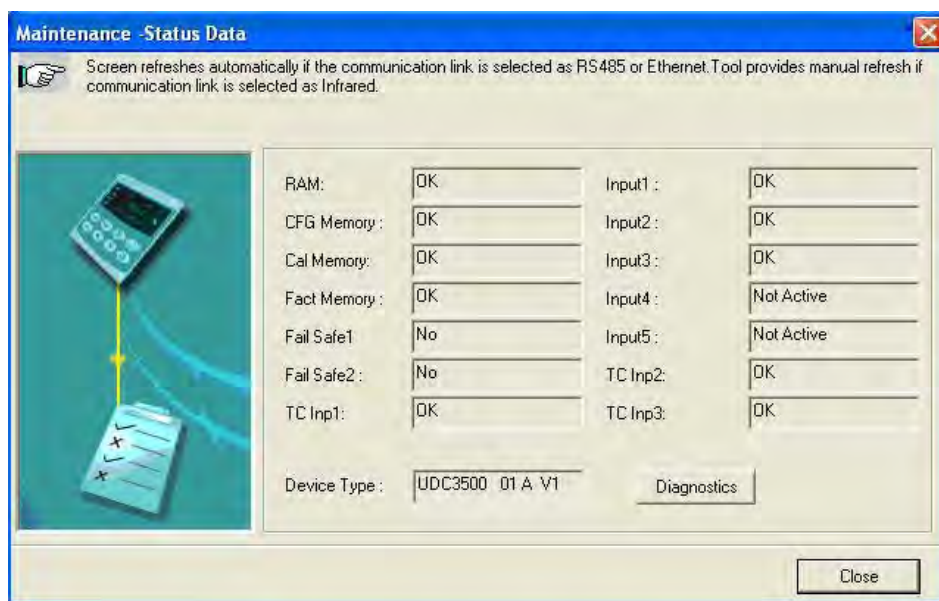 Maintenance -Status Data
Screen refreshes automatically if the communication link is selected as RS485 or Ethernet.Tool provides manual refresh if
communication link is selected as Infrared.
RAM: OK Input1 : OK
CFG Memory : OK Input2 : OK
Cal Memory: OK Input3 : OK
Fact Memory : OK Input4 : Not Active
Fail Safe1 No Input5 : Not Active
Fail Safe2 : No TC Inp2: OK
TC Inp1: OK TC Inp3: OK
Device Type : UDC3500 01 A V1 Diagnostics
Close